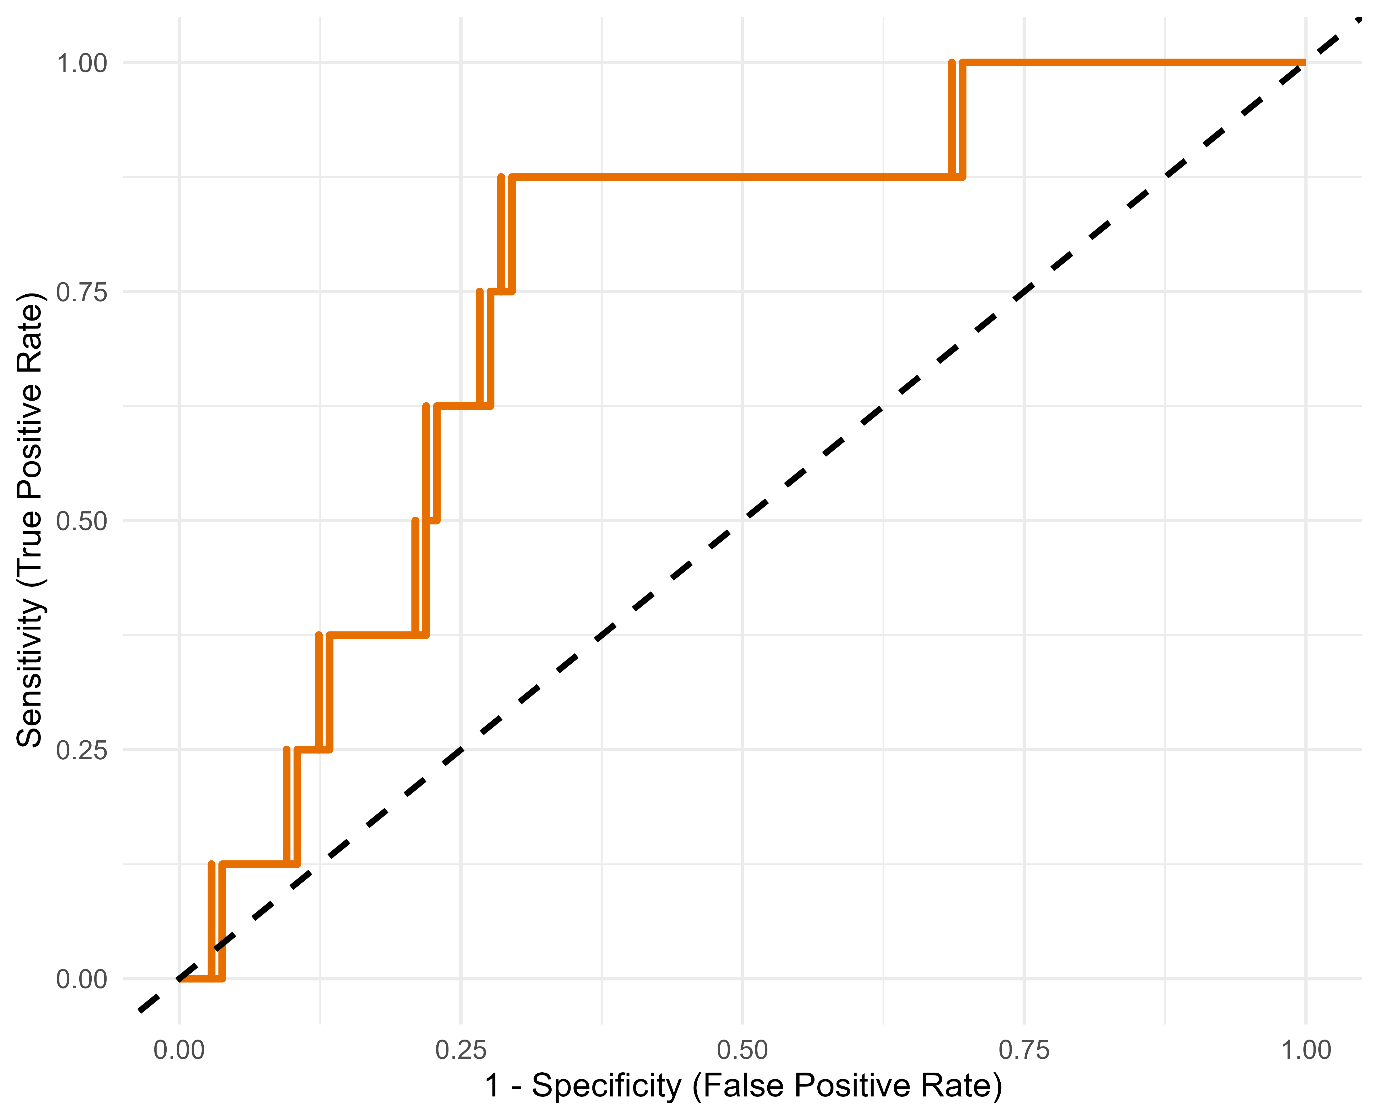 Sensitivity (True Positive Rate)
1.00
0.75
0.50
0.25
0.00
0.00 0.25 0.50 0.75 1.00
1 - Specificity (False Positive Rate)